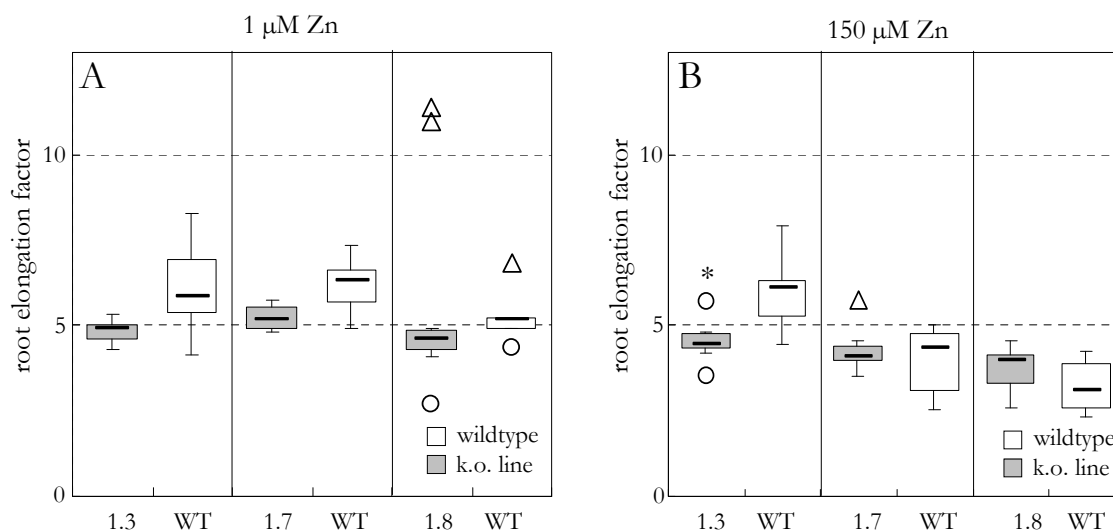 1 μM Zn
A
root elongation factor
10
5
0
wildtype
k.o. line
1.3 WT 1.7 WT 1.8 WT
150 μM Zn
B
root elongation factor
10
5
0
*
wildtype
k.o. line
1.3 WT 1.7 WT 1.8 WT